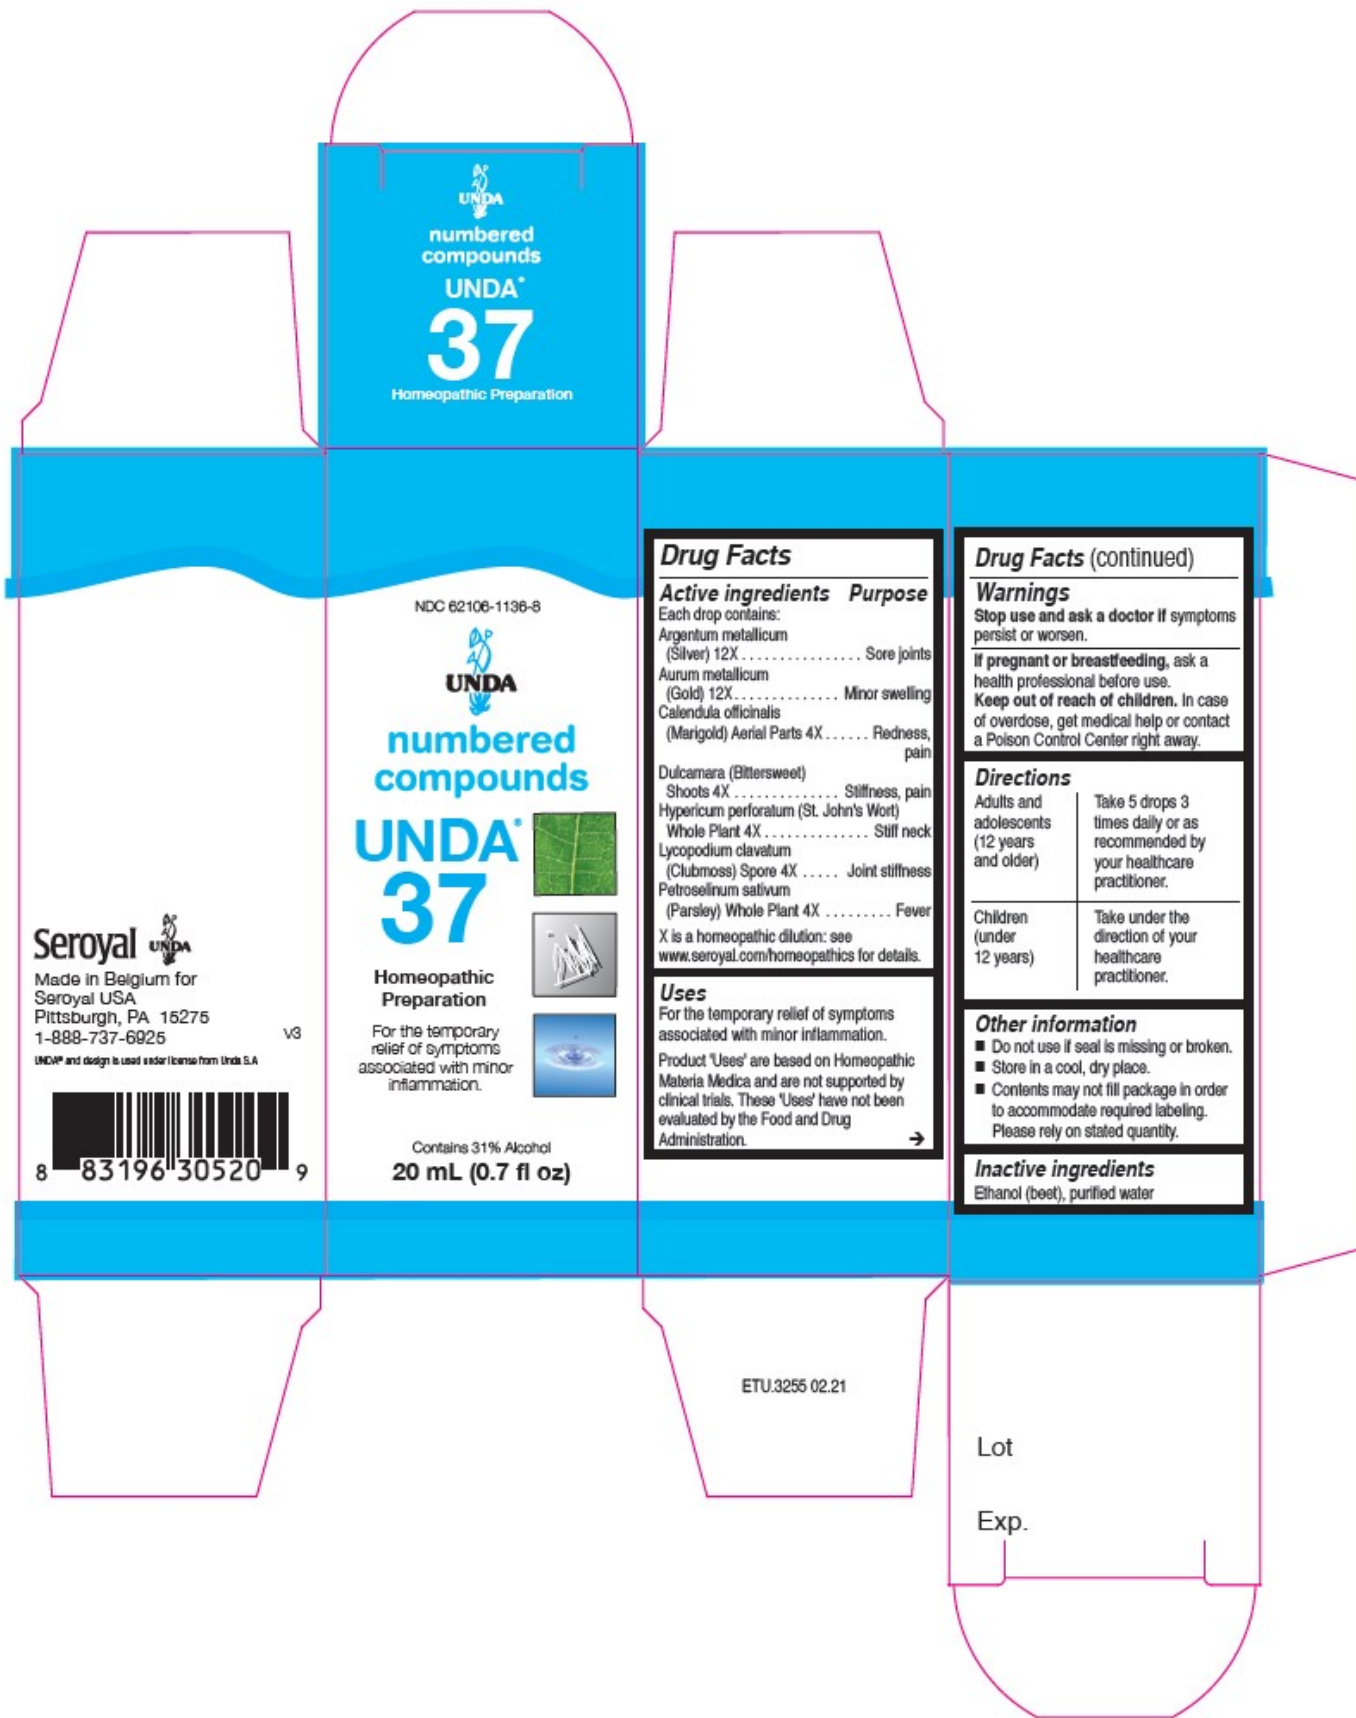 UNDA
numbered
compounds
UNDA®
37
Homeopathic Preparation
Seroyal UNDA
Made in Belgium for
Seroyal USA
Pittsburgh, PA 15275
1-888-737-6925 V3
UNDA® and design is used under license from Unda S.A
8 83196 30520 9
NDC 62106-1136-8
UNDA
numbered
compounds
UNDA®
37
Homeopathic
Preparation
For the temporary
relief of symptoms
associated with minor
inflammation.
Contains 31% Alcohol
20 mL (0.7 fl oz)
Drug Facts
Active ingredients Purpose
Each drop contains:
Argentum metallicum
(Silver) 12X . . . . . . . . . . . . . . . . Sore joints
Aurum metallicum
(Gold) 12X . . . . . . . . . . . . . . Minor swelling
Calendula officinalis
(Marigold) Aerial Parts 4X . . . . . . Redness,
pain
Dulcamara (Bittersweet)
Shoots 4X . . . . . . . . . . . . . . Stiffness, pain
Hypericum perforatum (St. John's Wort)
Whole Plant 4X . . . . . . . . . . . . . . Stiff neck
Lycopodium clavatum
(Clubmoss) Spore 4X . . . . . Joint stiffness
Petroselinum sativum
(Parsley) Whole Plant 4X . . . . . . . . . Fever
X is a homeopathic dilution: see
www.seroyal.com/homeopathics for details.
Uses
For the temporary relief of symptoms
associated with minor inflammation.
Product 'Uses' are based on Homeopathic
Materia Medica and are not supported by
clinical trials. These 'Uses' have not been
evaluated by the Food and Drug
Administration. →
Drug Facts (continued)
Warnings
Stop use and ask a doctor if symptoms
persist or worsen.
If pregnant or breastfeeding, ask a
health professional before use.
Keep out of reach of children. In case
of overdose, get medical help or contact
a Poison Control Center right away.
Directions
Adults and
adolescents
(12 years
and older)
Take 5 drops 3
times daily or as
recommended by
your healthcare
practitioner.
Children
(under
12 years)
Take under the
direction of your
healthcare
practitioner.
Other information
■ Do not use if seal is missing or broken.
■ Store in a cool, dry place.
■ Contents may not fill package in order
to accommodate required labeling.
Please rely on stated quantity.
Inactive ingredients
Ethanol (beet), purified water
ETU.3255 02.21
Lot
Exp.